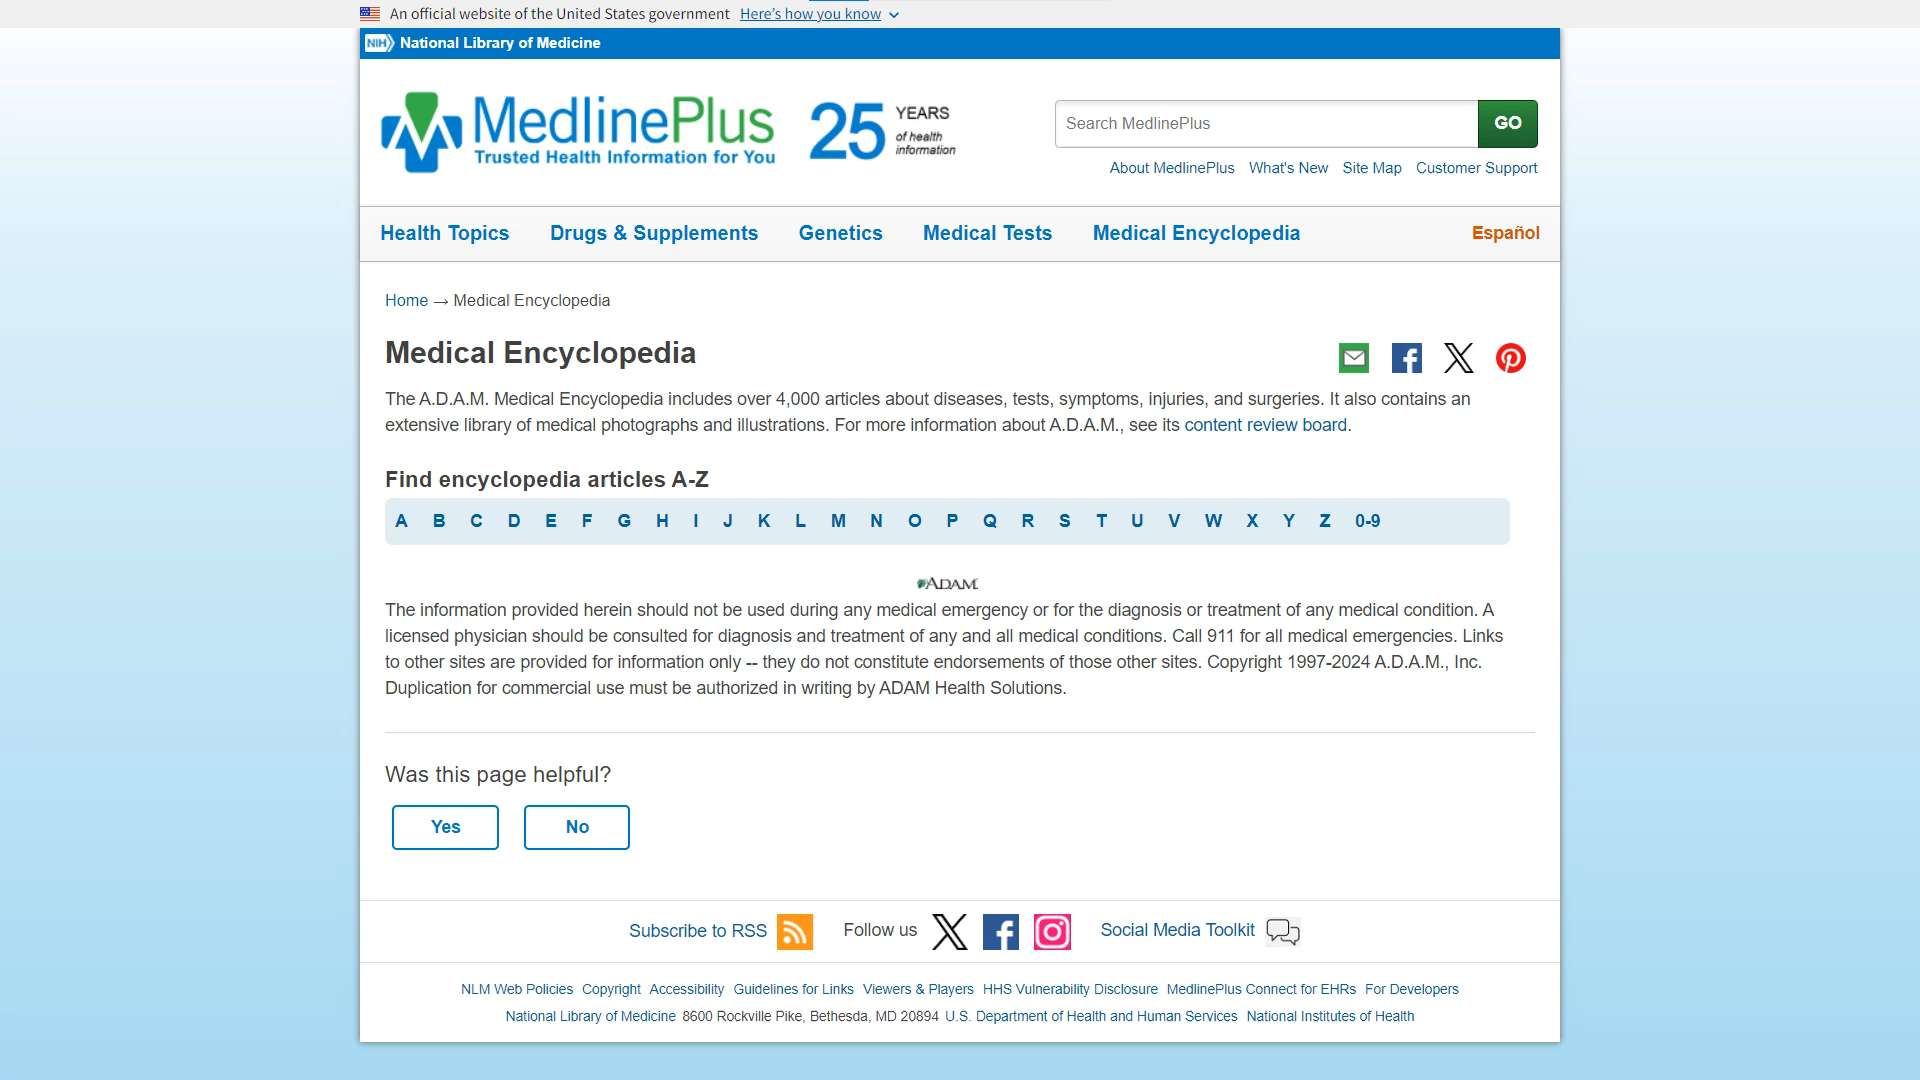 An official website of the United States government Here’s how you know
NIH National Library of Medicine
MedlinePlus
Trusted Health Information for You
25 YEARS
of health
information
Search MedlinePlus
GO
About MedlinePlus What's New Site Map Customer Support
Health Topics Drugs & Supplements Genetics Medical Tests Medical Encyclopedia Español
Home → Medical Encyclopedia
Medical Encyclopedia
The A.D.A.M. Medical Encyclopedia includes over 4,000 articles about diseases, tests, symptoms, injuries, and surgeries. It also contains an
extensive library of medical photographs and illustrations. For more information about A.D.A.M., see its content review board.
Find encyclopedia articles A-Z
A B C D E F G H I J K L M N O P Q R S T U V W X Y Z 0-9
ADAM
The information provided herein should not be used during any medical emergency or for the diagnosis or treatment of any medical condition. A
licensed physician should be consulted for diagnosis and treatment of any and all medical conditions. Call 911 for all medical emergencies. Links
to other sites are provided for information only -- they do not constitute endorsements of those other sites. Copyright 1997-2024 A.D.A.M., Inc.
Duplication for commercial use must be authorized in writing by ADAM Health Solutions.
Was this page helpful?
Yes No
Subscribe to RSS Follow us Social Media Toolkit
NLM Web Policies Copyright Accessibility Guidelines for Links Viewers & Players HHS Vulnerability Disclosure MedlinePlus Connect for EHRs For Developers
National Library of Medicine 8600 Rockville Pike, Bethesda, MD 20894 U.S. Department of Health and Human Services National Institutes of Health